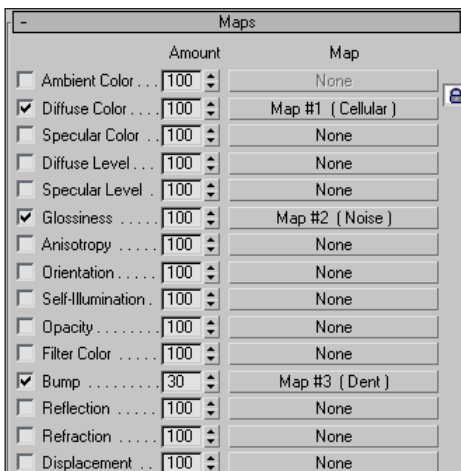 - Maps
Amount Map
Ambient Color . . . 100 None
Diffuse Color . . . . 100 Map #1 ( Cellular )
Specular Color . . 100 None
Diffuse Level . . . 100 None
Specular Level . 100 None
Glossiness . . . . . 100 Map #2 ( Noise )
Anisotropy . . . . . 100 None
Orientation . . . . . 100 None
Self-Illumination . 100 None
Opacity . . . . . . . . 100 None
Filter Color . . . . . 100 None
Bump . . . . . . . . . 30 Map #3 ( Dent )
Reflection . . . . . 100 None
Refraction . . . . . 100 None
Displacement . . 100 None